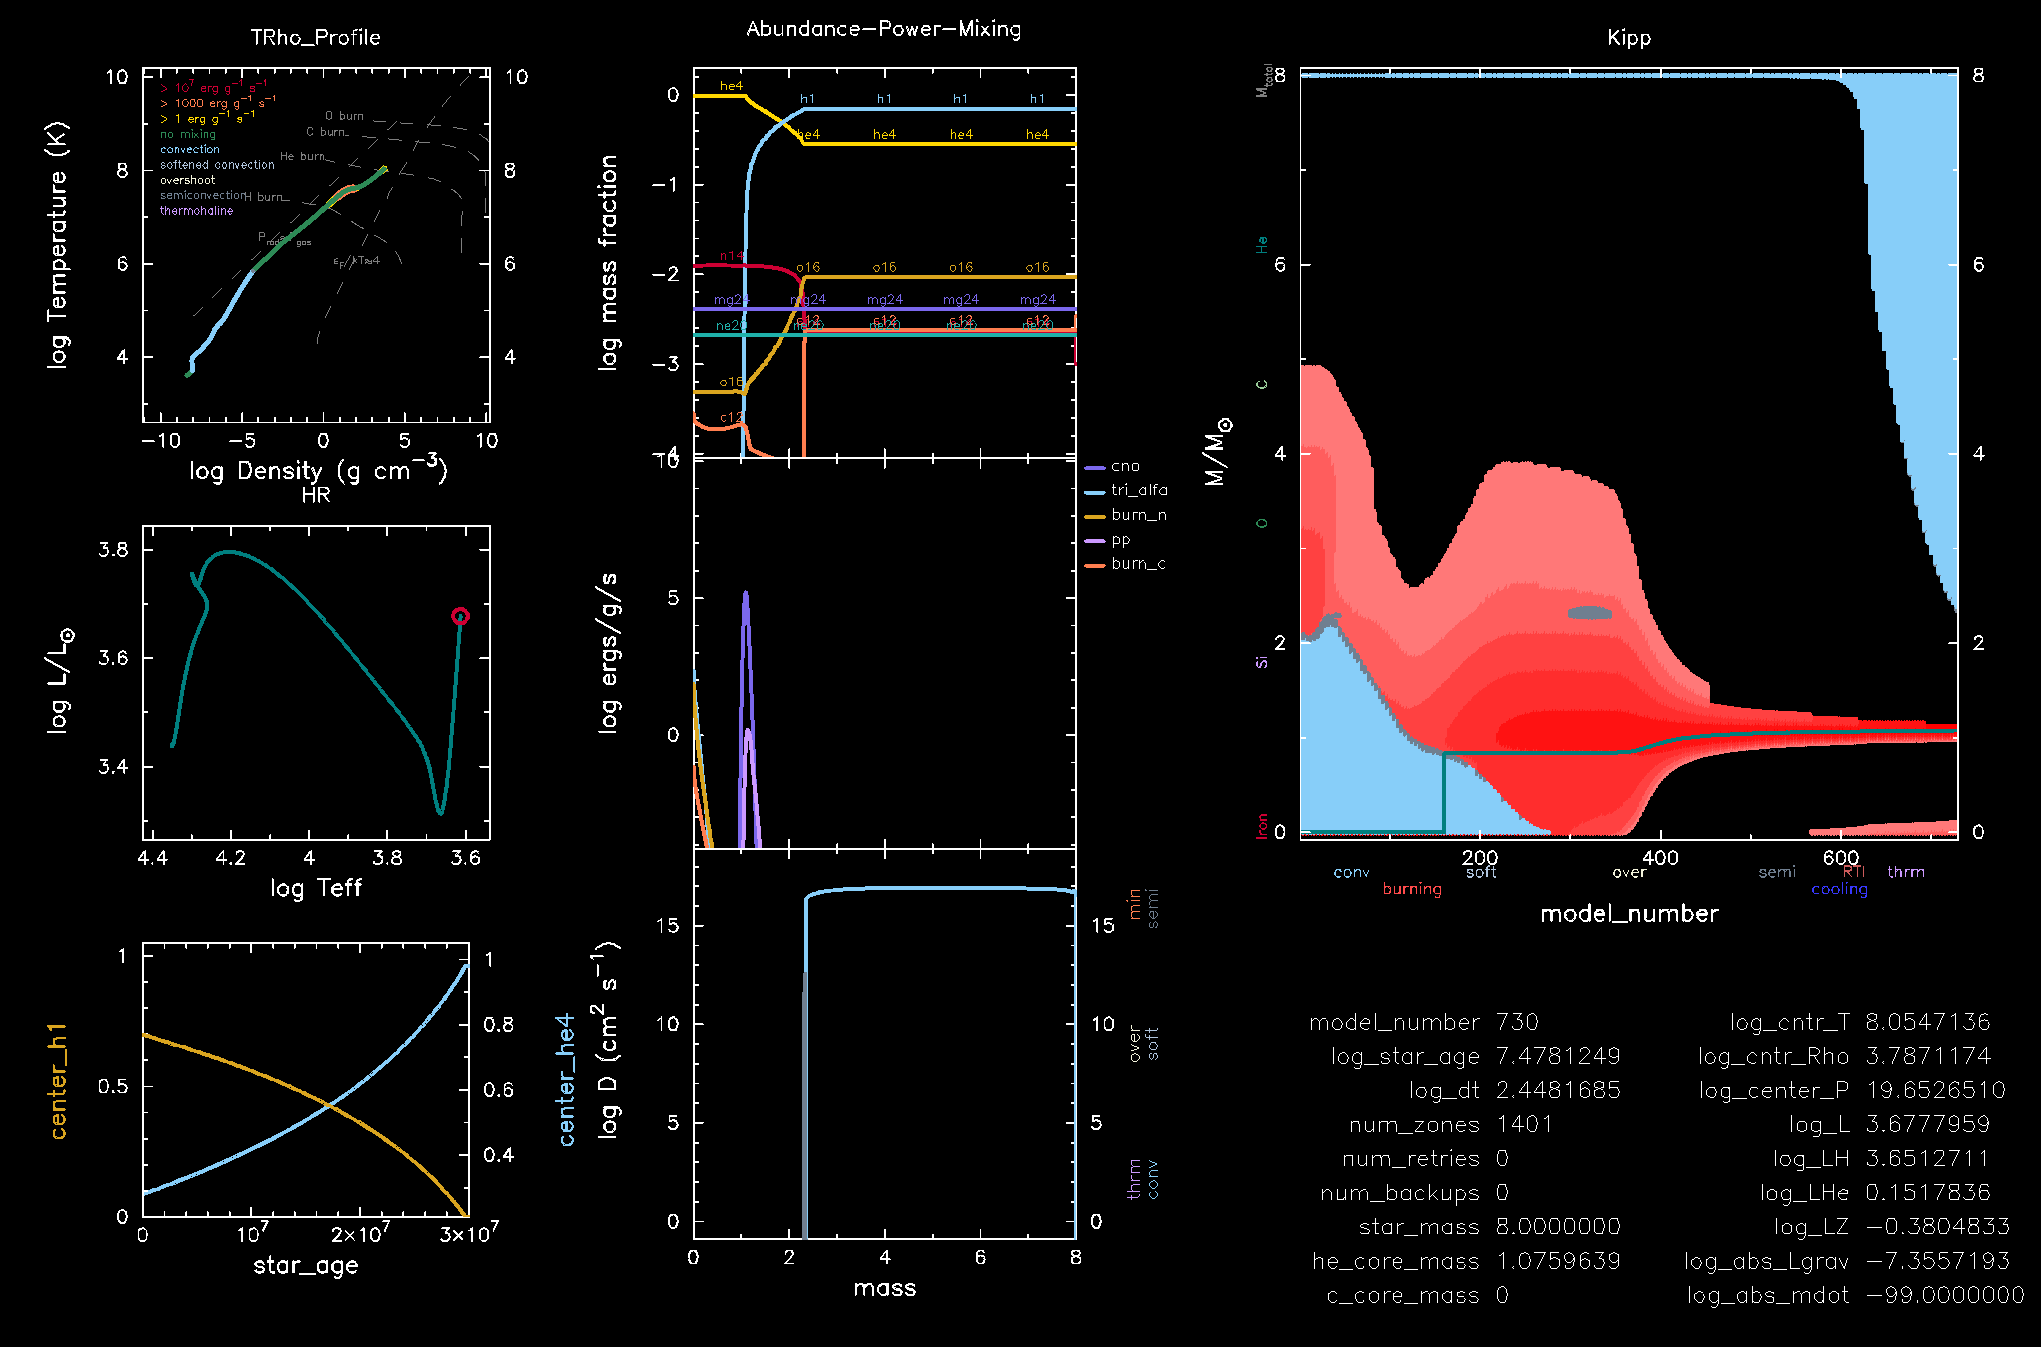 TRho_Profile
10
8
6
4
10
8
6
4
> 10⁷ erg g⁻¹ s⁻¹
> 1000 erg g⁻¹ s⁻¹
> 1 erg g⁻¹ s⁻¹
no mixing
convection
softened convection
overshoot
semiconvection
thermohaline
O burn
C burn
He burn
H burn
εF/kT≈4
−10 −5 0 5 10
log Temperature (K)
log Density (g cm⁻³)
HR
3.8
3.6
3.4
4.4 4.2 4 3.8 3.6
log L/L☉
log Teff
1
0.5
0
1
0.8
0.6
0.4
0 10⁷ 2×10⁷ 3×10⁷
center_h1
center_he4
star_age
Abundance−Power−Mixing
0
−1
−2
−3
−4
log mass fraction
he4
h1 h1 h1 h1
he4 he4 he4 he4
n14
o16 o16 o16 o16
mg24 mg24 mg24 mg24 mg24
c12 c12 c12 c12
ne20 ne20 ne20 ne20 ne20
o16
c12
10
5
0
log ergs/g/s
cno
tri_alfa
burn_n
pp
burn_c
15
10
5
0
15
10
5
0
log D (cm² s⁻¹)
min
semi
over
soft
thrm
conv
0 2 4 6 8
mass
Kipp
8
6
4
2
0
8
6
4
2
0
Mtotal
He
C
O
Si
Iron
M/M☉
200 400 600
conv soft over semi RTI thrm
burning cooling
model_number
model_number 730
log_star_age 7.4781249
log_dt 2.4481685
num_zones 1401
num_retries 0
num_backups 0
star_mass 8.0000000
he_core_mass 1.0759639
c_core_mass 0
log_cntr_T 8.0547136
log_cntr_Rho 3.7871174
log_center_P 19.6526510
log_L 3.6777959
log_LH 3.6512711
log_LHe 0.1517836
log_LZ −0.3804833
log_abs_Lgrav −7.3557193
log_abs_mdot −99.0000000